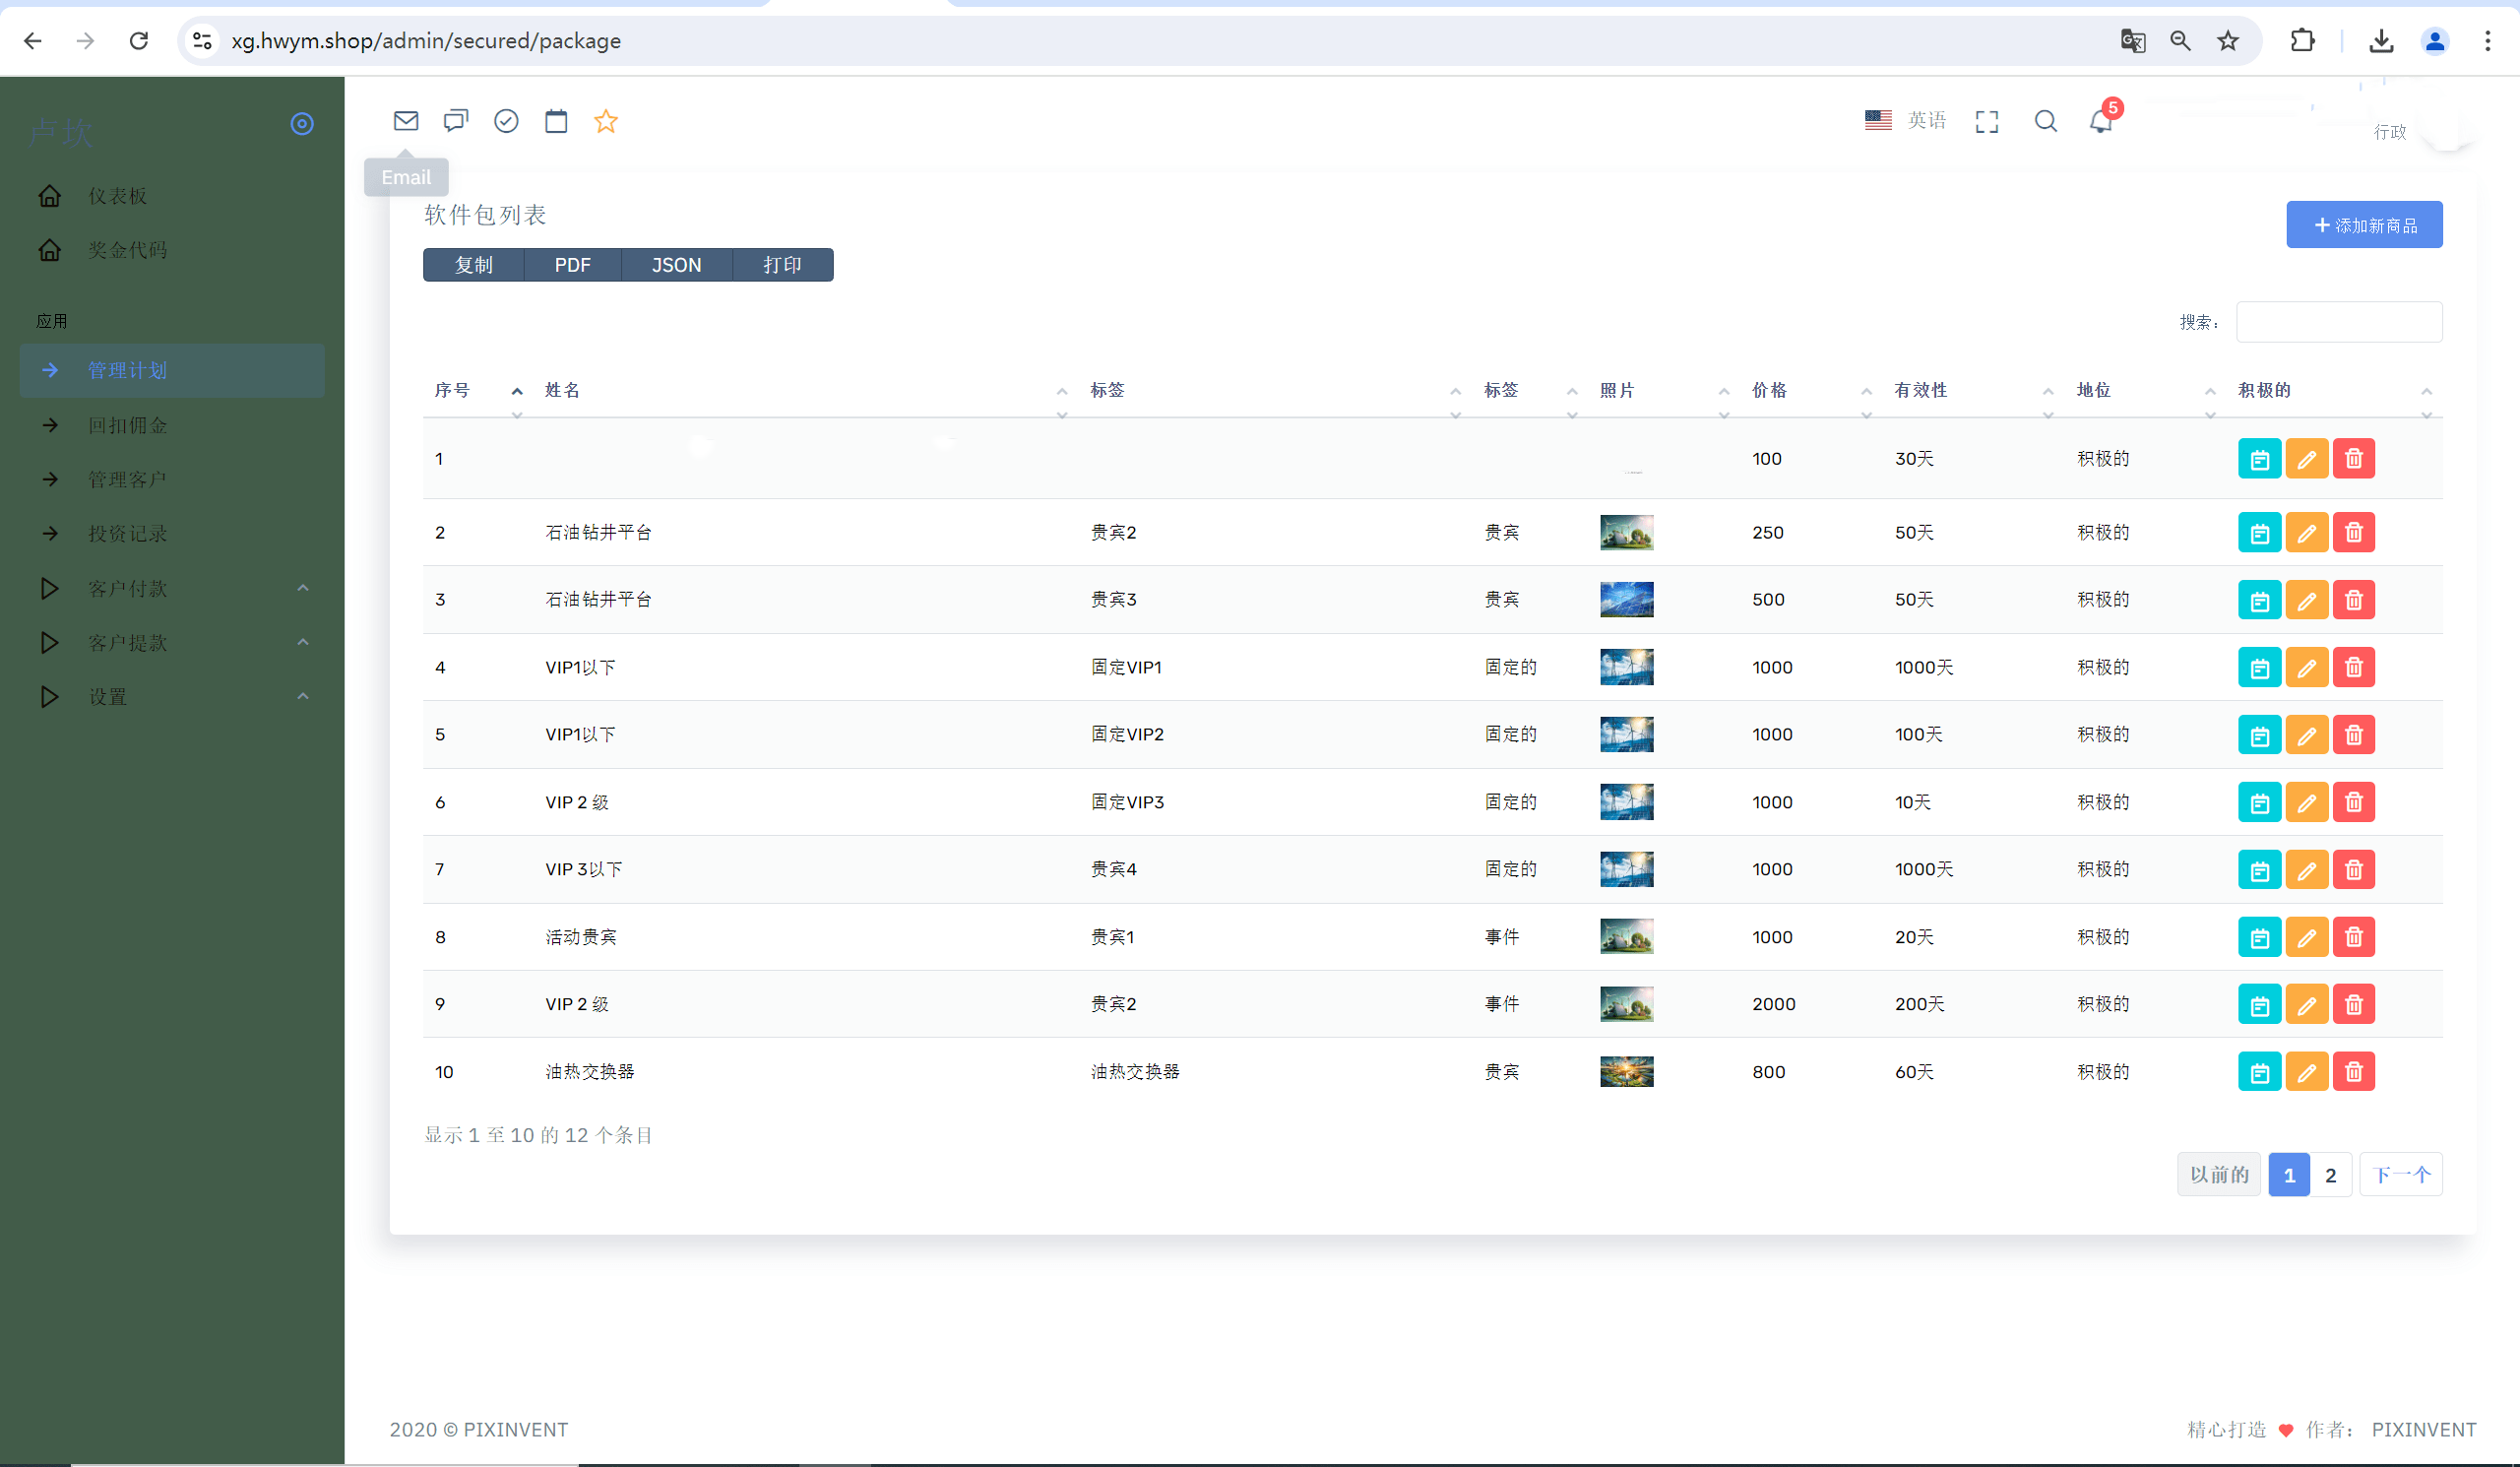 xg.hwym.shop/admin/secured/package
卢坎
仪表板
奖金代码
应用
管理计划
回扣佣金
管理客户
投资记录
客户付款
客户提款
设置
英语
5
行政
Email
软件包列表
添加新商品
复制 PDF JSON 打印
搜索：
序号 姓名 标签 标签 照片 价格 有效性 地位 积极的
1 100 30天 积极的
2 石油钻井平台 贵宾2 贵宾 250 50天 积极的
3 石油钻井平台 贵宾3 贵宾 500 50天 积极的
4 VIP1以下 固定VIP1 固定的 1000 1000天 积极的
5 VIP1以下 固定VIP2 固定的 1000 100天 积极的
6 VIP 2 级 固定VIP3 固定的 1000 10天 积极的
7 VIP 3以下 贵宾4 固定的 1000 1000天 积极的
8 活动贵宾 贵宾1 事件 1000 20天 积极的
9 VIP 2 级 贵宾2 事件 2000 200天 积极的
10 油热交换器 油热交换器 贵宾 800 60天 积极的
显示 1 至 10 的 12 个条目
以前的 1 2 下一个
2020 © PIXINVENT
精心打造 作者： PIXINVENT